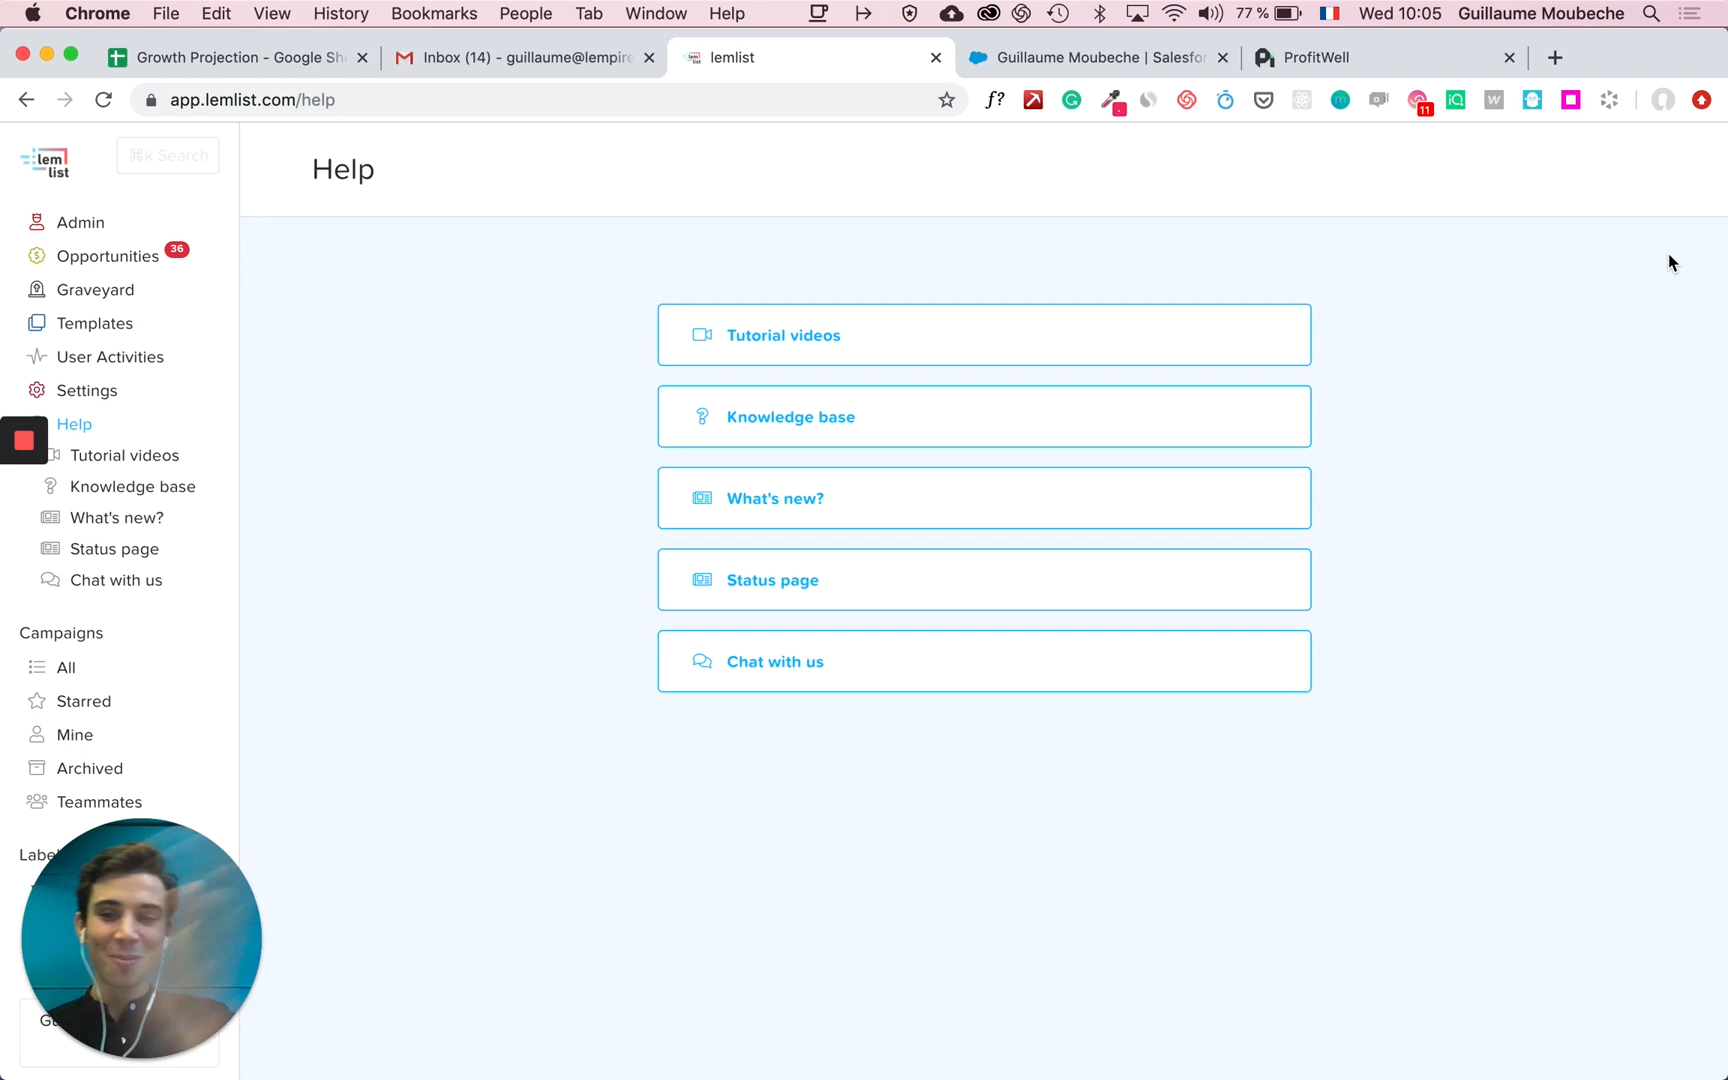 Chrome File Edit View History Bookmarks People Tab Window Help 77 % Wed 10:05 Guillaume Moubeche
Growth Projection - Google She
Inbox (14) - guillaume@lempire
lemlist
Guillaume Moubeche | Salesfor
ProfitWell
app.lemlist.com/help
f?
11
lem
list
⌘k Search
Help
Admin
Opportunities 36
Graveyard
Templates
User Activities
Settings
Help
Tutorial videos
Knowledge base
What's new?
Status page
Chat with us
Campaigns
All
Starred
Mine
Archived
Teammates
Tutorial videos
Knowledge base
What's new?
Status page
Chat with us